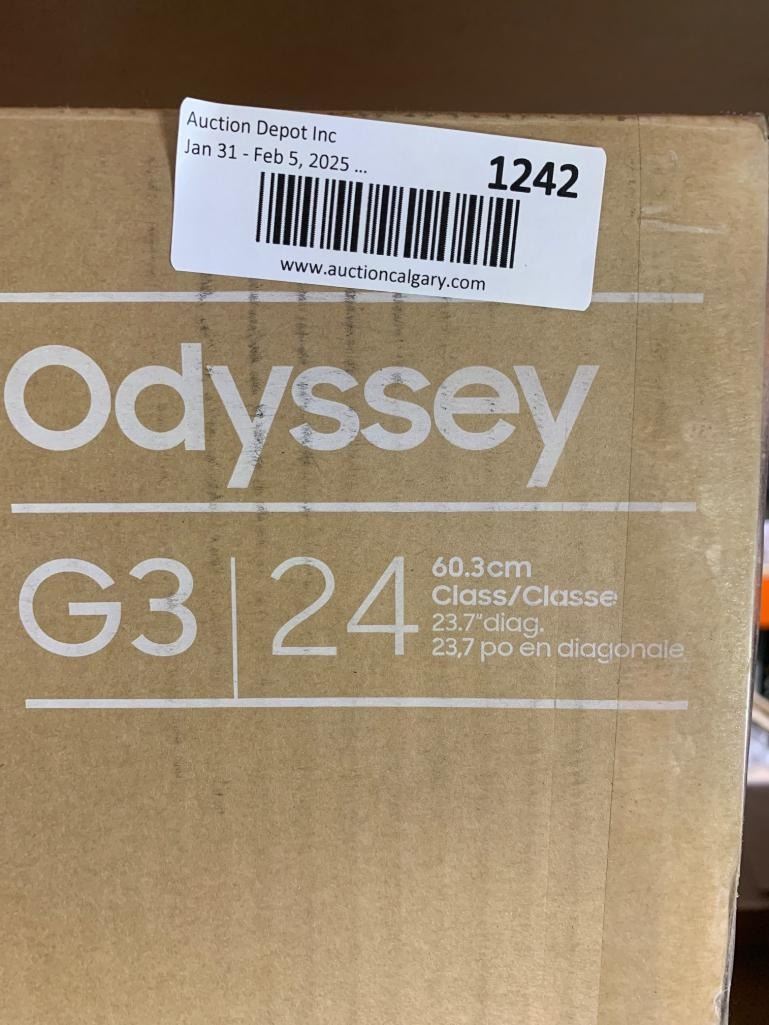 Auction Depot Inc
Jan 31 - Feb 5, 2025 ...
1242
www.auctioncalgary.com
Odyssey
G3 | 24
60.3cm
Class/Classe
23.7"diag.
23,7 po en diagonale